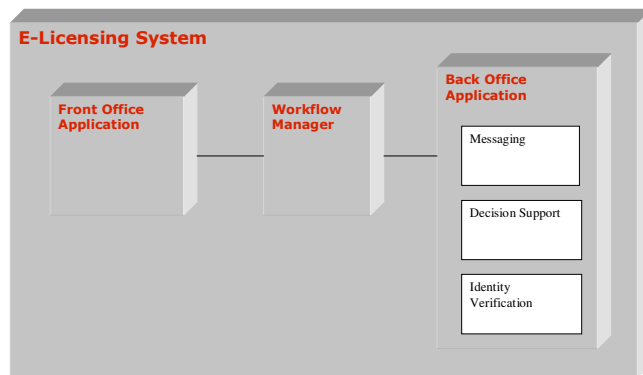 E-Licensing System
Front Office
Application
Workflow
Manager
Back Office
Application
Messaging
Decision Support
Identity
Verification